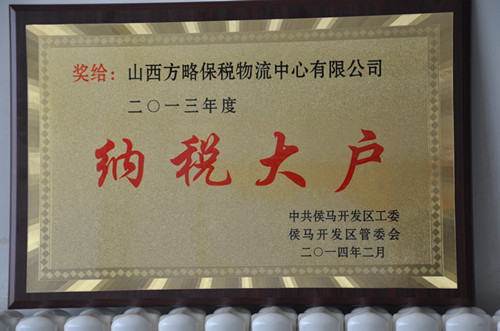 奖给：山西方略保税物流中心有限公司
二〇一三年度
纳税大户
中共侯马开发区工委
侯马开发区管委会
二〇一四年二月